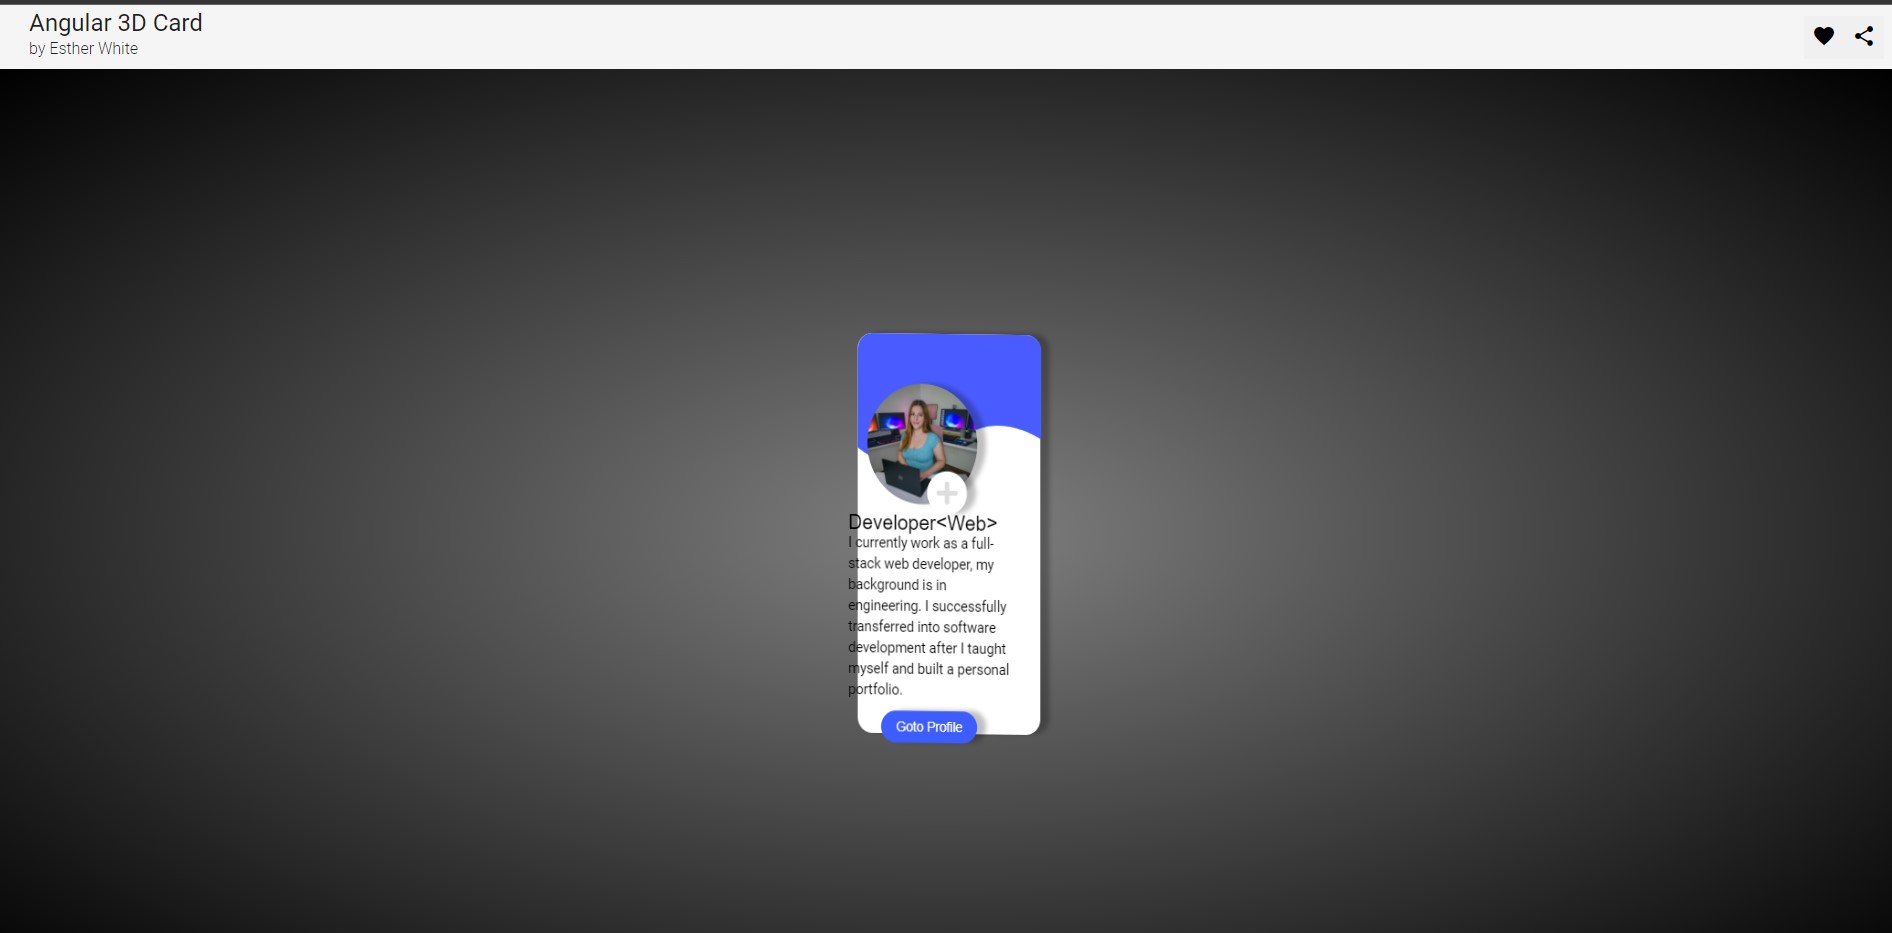 Angular 3D Card
by Esther White
Developer<Web>
I currently work as a full-
stack web developer, my
background is in
engineering. I successfully
transferred into software
development after I taught
myself and built a personal
portfolio.
Goto Profile